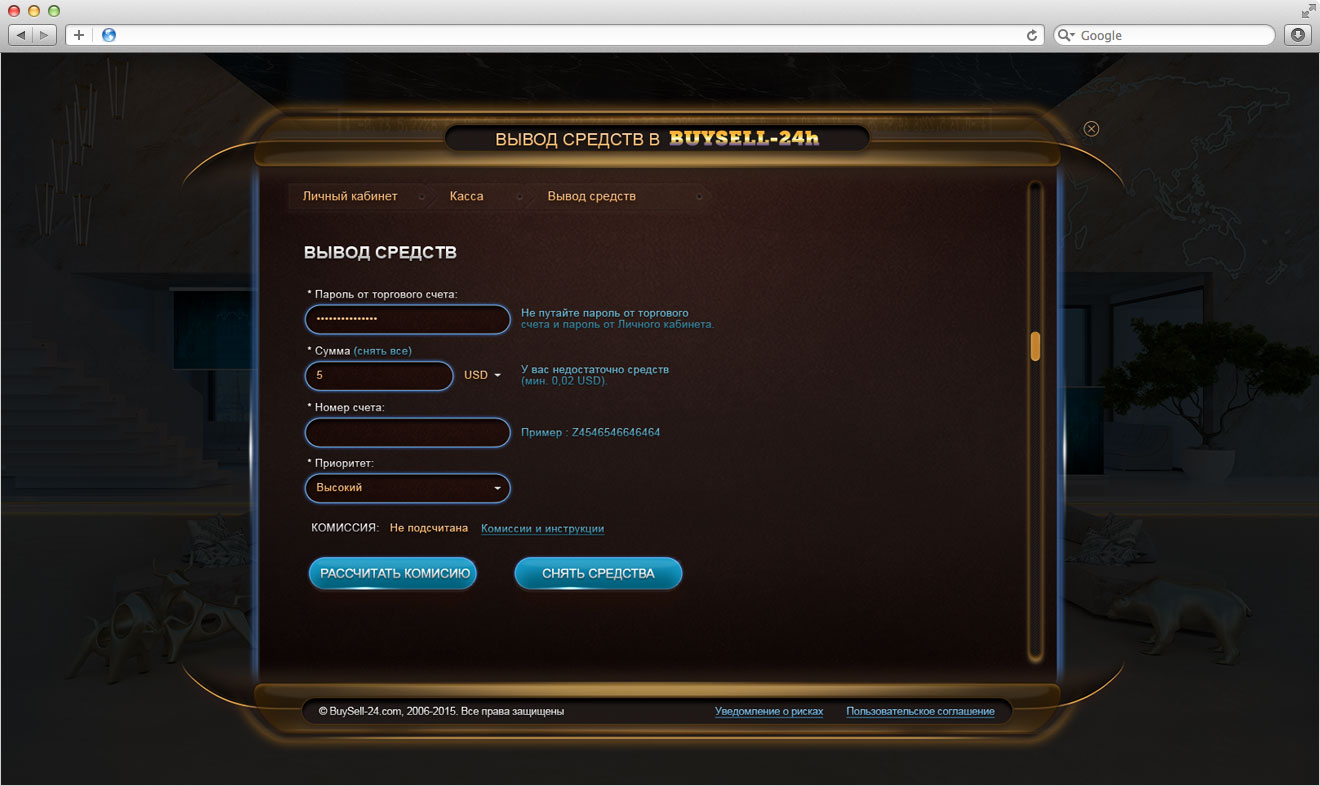 Google
ВЫВОД СРЕДСТВ В BUYSELL-24h
Личный кабинет Касса Вывод средств
ВЫВОД СРЕДСТВ
* Пароль от торгового счета:
•••••••••••••••
Не путайте пароль от торгового
счета и пароль от Личного кабинета.
* Сумма (снять все)
5 USD
У вас недостаточно средств
(мин. 0,02 USD).
* Номер счета:
Пример : Z4546546646464
* Приоритет:
Высокий
КОМИССИЯ: Не подсчитана Комиссии и инструкции
РАССЧИТАТЬ КОМИСИЮ СНЯТЬ СРЕДСТВА
© BuySell-24.com, 2006-2015. Все права защищены Уведомление о рисках Пользовательское соглашение